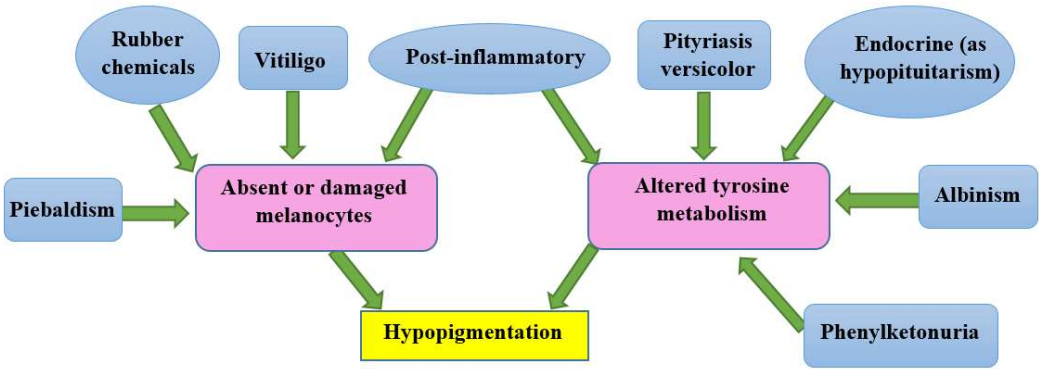 Rubber
chemicals
Vitiligo
Post-inflammatory
Pityriasis
versicolor
Endocrine (as
hypopituitarism)
Piebaldism
Absent or damaged
melanocytes
Altered tyrosine
metabolism
Albinism
Hypopigmentation
Phenylketonuria